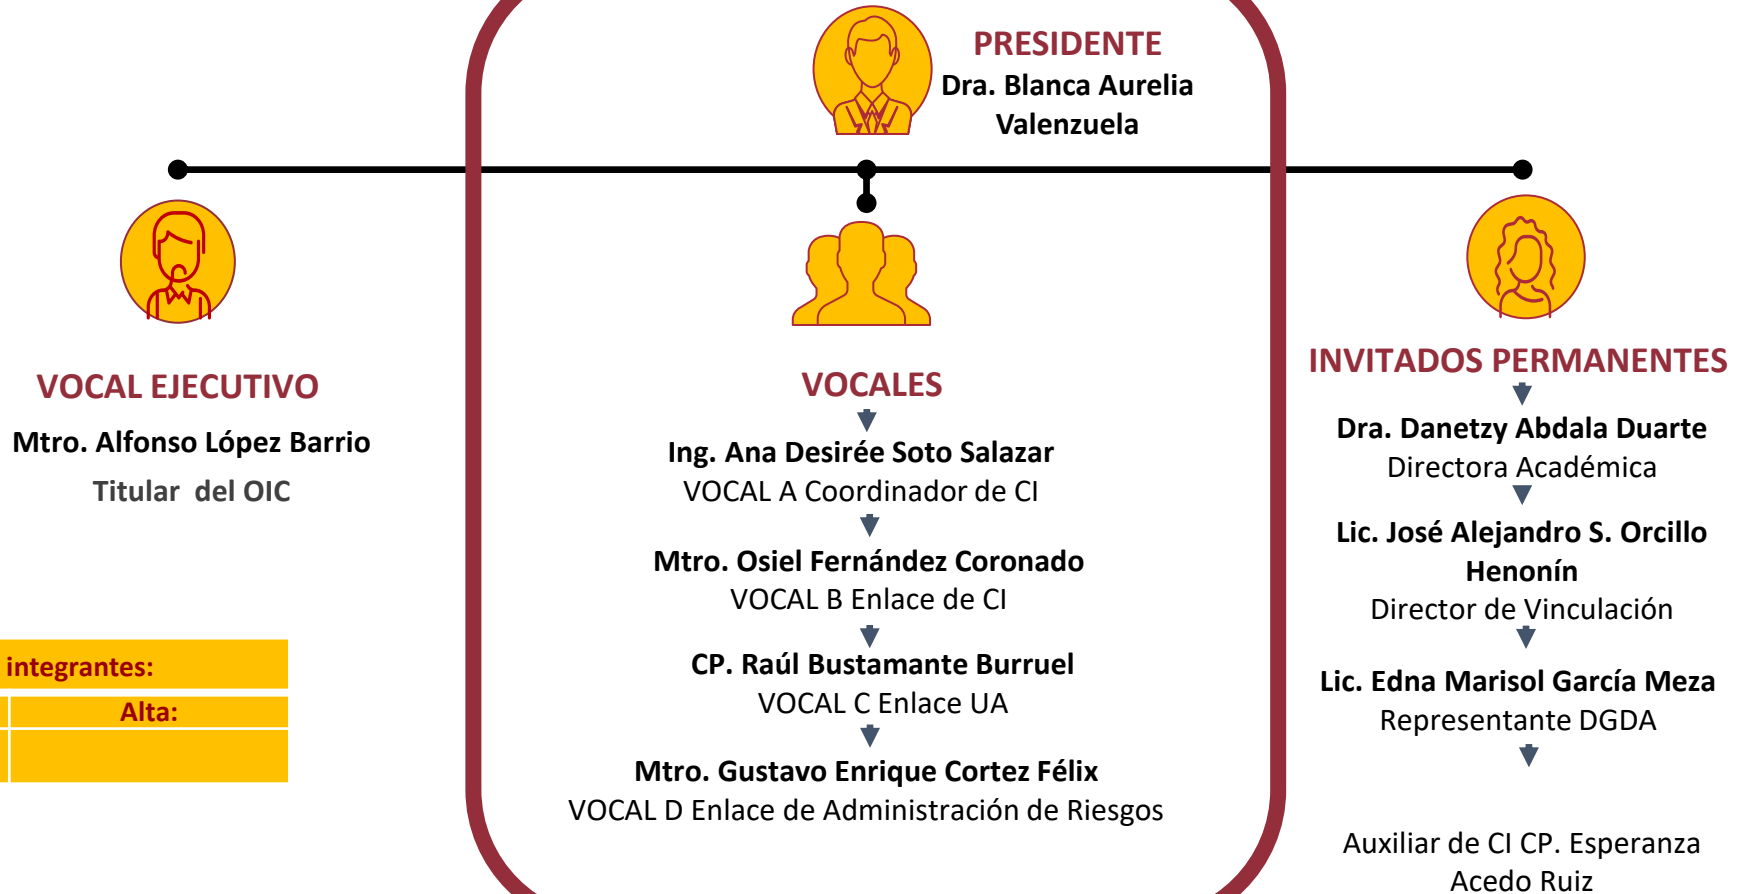 PRESIDENTE
Dra. Blanca Aurelia
Valenzuela
VOCAL EJECUTIVO
Mtro. Alfonso López Barrio
Titular del OIC
integrantes:
Alta:
VOCALES
Ing. Ana Desirée Soto Salazar
VOCAL A Coordinador de CI
Mtro. Osiel Fernández Coronado
VOCAL B Enlace de CI
CP. Raúl Bustamante Burruel
VOCAL C Enlace UA
Mtro. Gustavo Enrique Cortez Félix
VOCAL D Enlace de Administración de Riesgos
INVITADOS PERMANENTES
Dra. Danetzy Abdala Duarte
Directora Académica
Lic. José Alejandro S. Orcillo
Henonín
Director de Vinculación
Lic. Edna Marisol García Meza
Representante DGDA
Auxiliar de CI CP. Esperanza
Acedo Ruiz